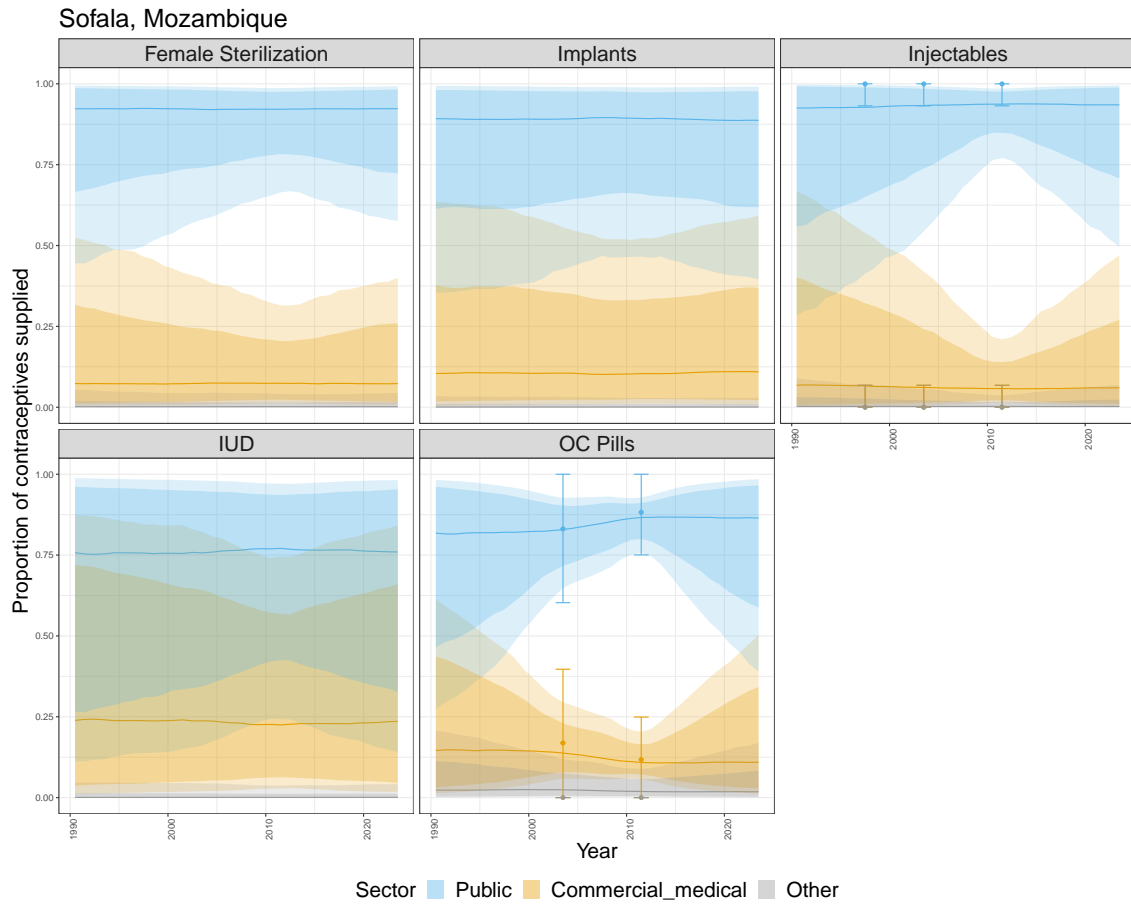 Sofala, Mozambique
Female Sterilization
Implants
Injectables
1.00
0.75
0.50
0.25
0.00
1990
2000
2010
2020
IUD
OC Pills
1.00
0.75
0.50
0.25
0.00
1990
2000
2010
2020
1990
2000
2010
2020
Proportion of contraceptives supplied
Year
Sector Public Commercial_medical Other